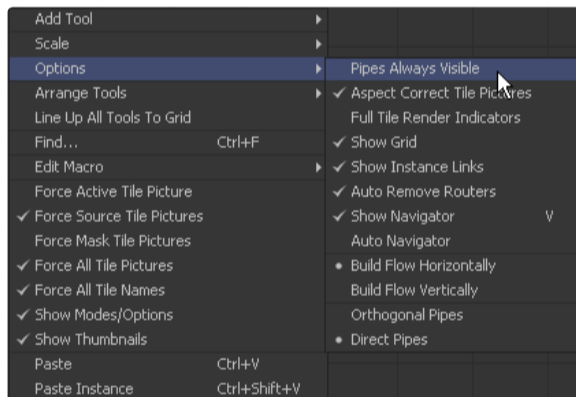 Add Tool
Scale
Options
Arrange Tools
Line Up All Tools To Grid
Find... Ctrl+F
Edit Macro
Force Active Tile Picture
Force Source Tile Pictures
Force Mask Tile Pictures
Force All Tile Pictures
Force All Tile Names
Show Modes/Options
Show Thumbnails
Paste Ctrl+V
Paste Instance Ctrl+Shift+V
Pipes Always Visible
Aspect Correct Tile Pictures
Full Tile Render Indicators
Show Grid
Show Instance Links
Auto Remove Routers
Show Navigator V
Auto Navigator
Build Flow Horizontally
Build Flow Vertically
Orthogonal Pipes
Direct Pipes